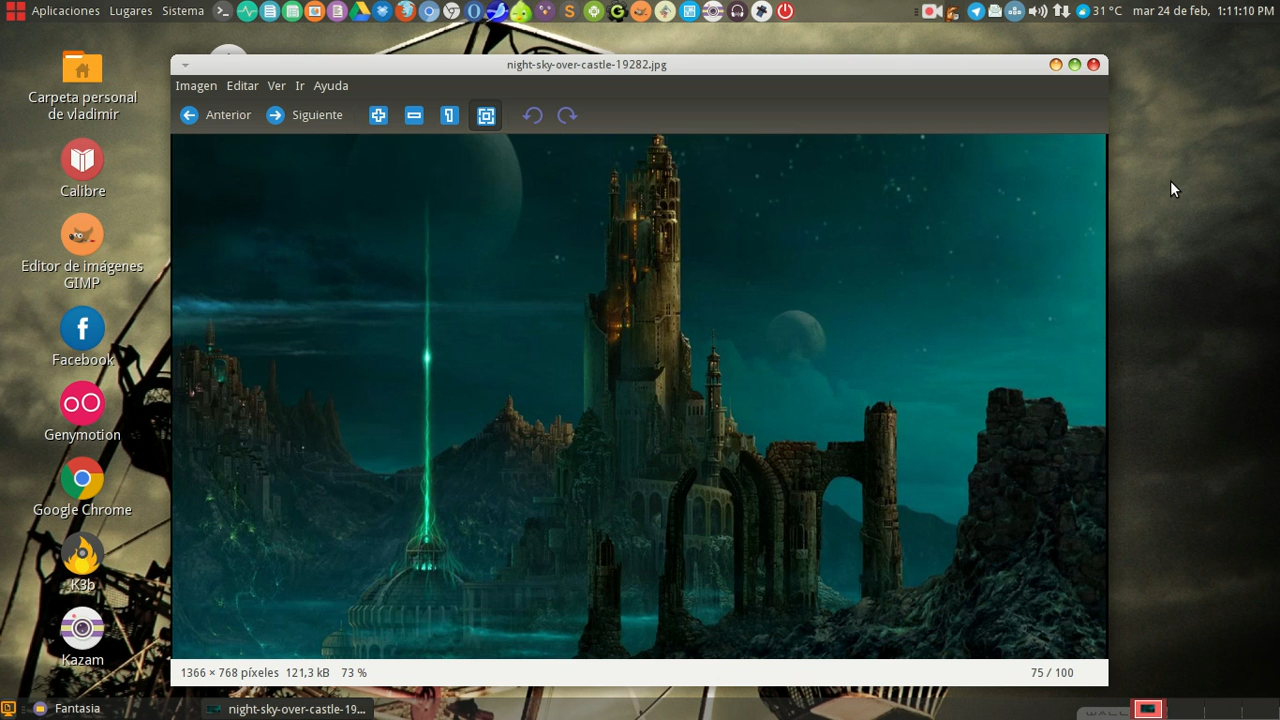 Aplicaciones Lugares Sistema
31 °C mar 24 de feb, 1:11:10 PM
night-sky-over-castle-19282.jpg
Imagen Editar Ver Ir Ayuda
Anterior Siguiente
Carpeta personal
de vladimir
Calibre
Editor de imágenes
GIMP
Facebook
Genymotion
Google Chrome
K3b
Kazam
1366 × 768 píxeles 121,3 kB 73 % 75 / 100
Fantasia night-sky-over-castle-19...